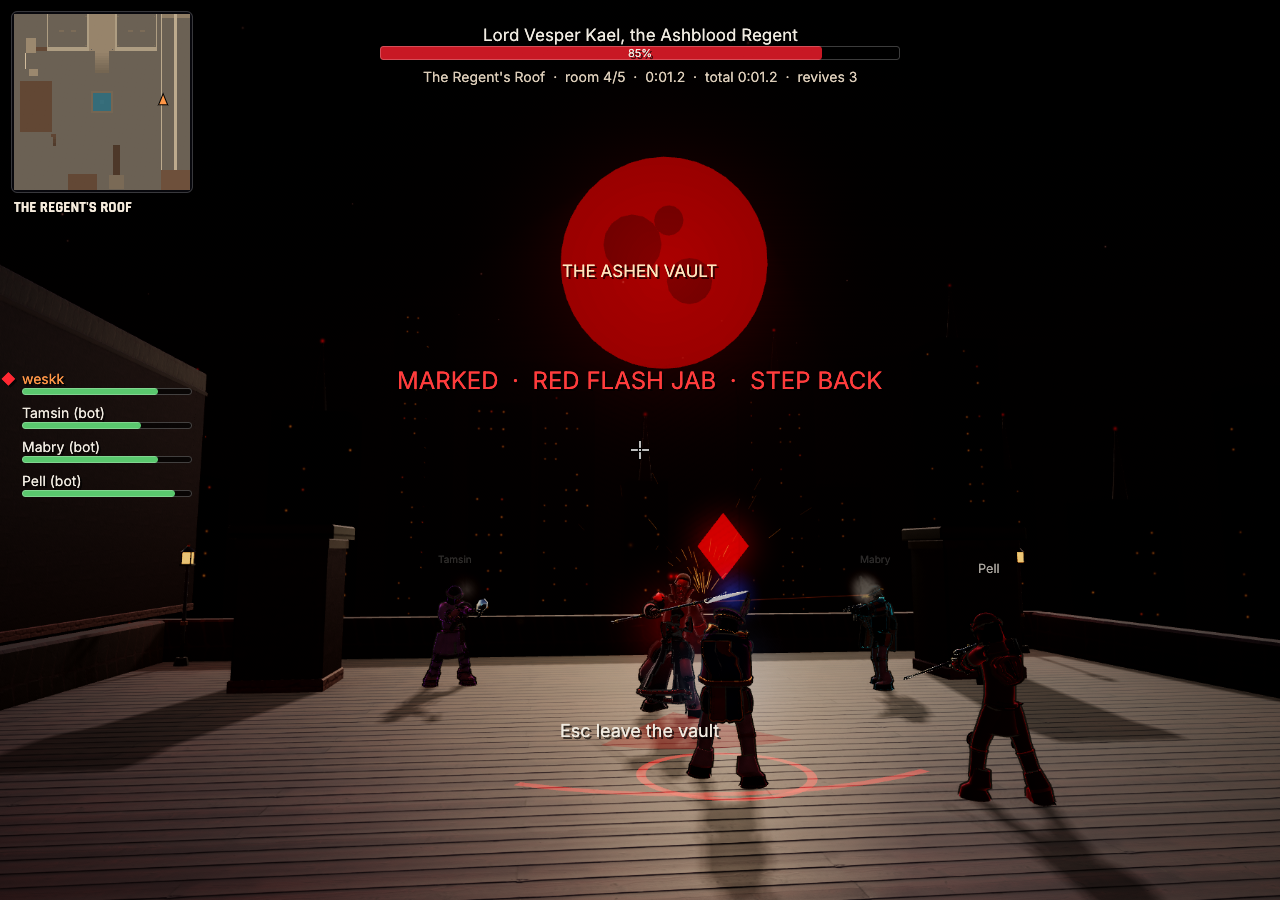 Lord Vesper Kael, the Ashblood Regent
85%
The Regent's Roof · room 4/5 · 0:01.2 · total 0:01.2 · revives 3
THE REGENT'S ROOF
THE ASHEN VAULT
MARKED · RED FLASH JAB · STEP BACK
weskk
Tamsin (bot)
Mabry (bot)
Pell (bot)
Tamsin
Mabry
Pell
Esc leave the vault